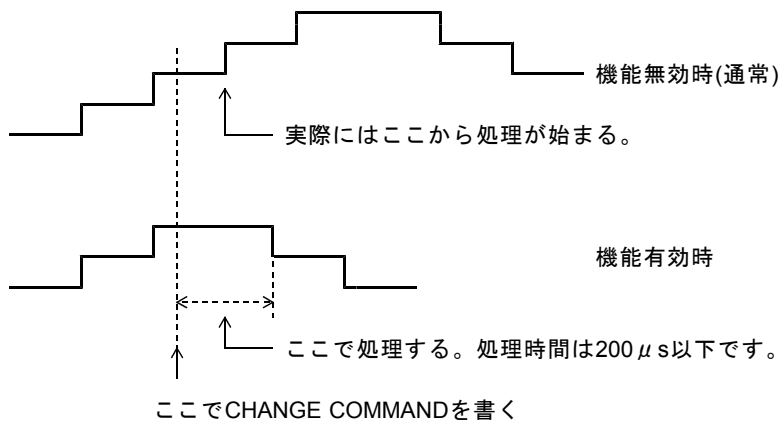 機能無効時(通常)
実際にはここから処理が始まる。
機能有効時
ここで処理する。処理時間は200μs以下です。
ここでCHANGE COMMANDを書く